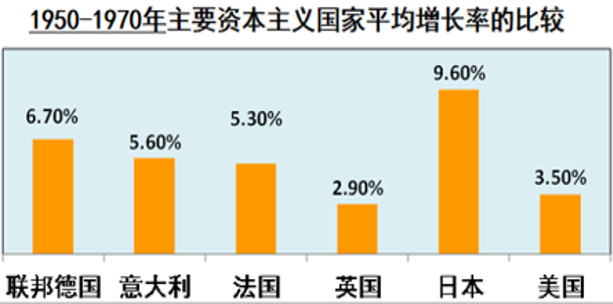 1950-1970年主要资本主义国家平均增长率的比较
6.70%
5.60%
5.30%
2.90%
9.60%
3.50%
联邦德国
意大利
法国
英国
日本
美国